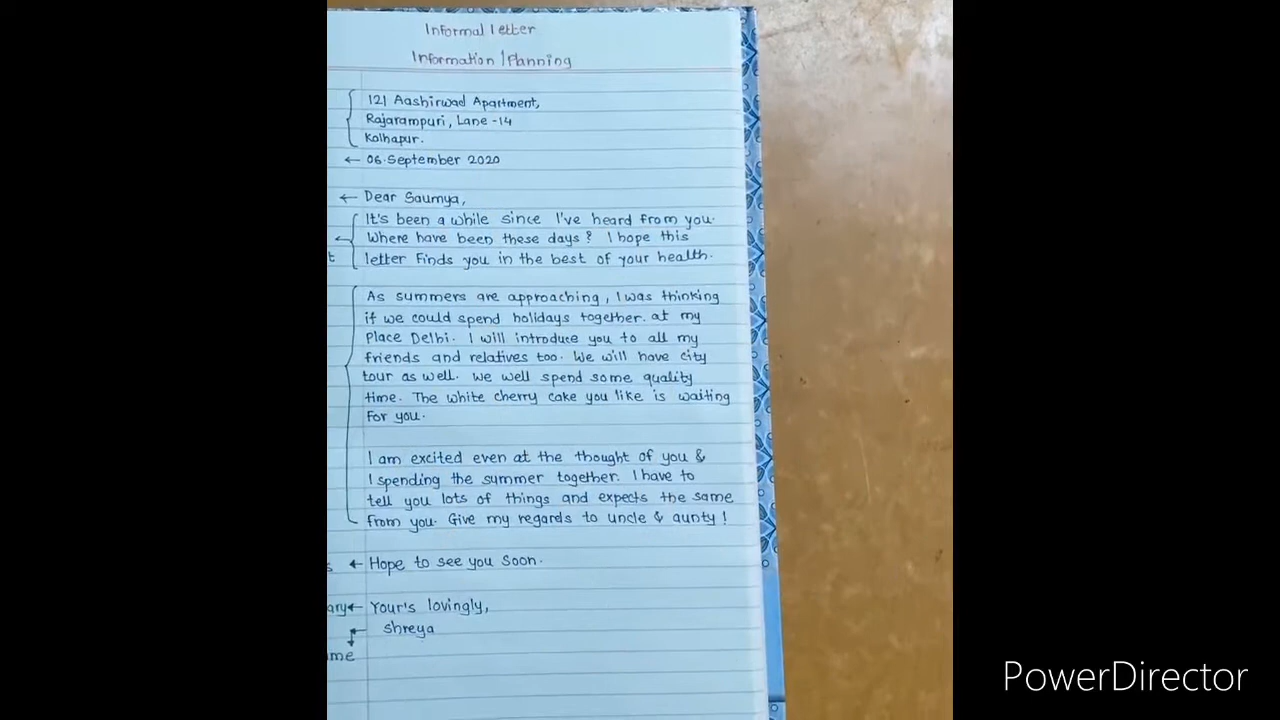 Informal letter
Information / Planning
121 Aashirwad Apartment,
Rajarampuri, Lane -14
Kolhapur.
← 06. September 2020
← Dear Saumya,
It's been a while since I've heard from you.
← Where have been these days? I hope this
t letter finds you in the best of your health.
As summers are approaching, I was thinking
if we could spend holidays together. at my
Place Delhi. I will introduce you to all my
friends and relatives too. We will have city
tour as well. we well spend some quality
time. The white cherry cake you like is waiting
For you.
I am excited even at the thought of you &
I spending the summer together. I have to
tell you lots of things and expects the same
from you. Give my regards to uncle & aunty!
s ← Hope to see you soon.
ary ← Your's lovingly,
← shreya
me
PowerDirector